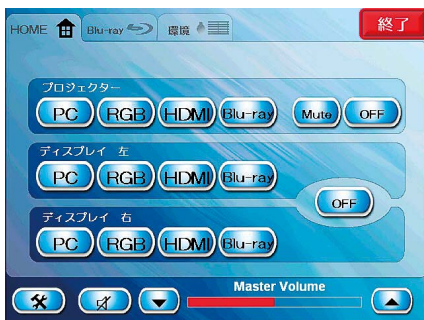 HOME Blu-ray 環境 終了
プロジェクター
PC RGB HDMI Blu-ray Mute OFF
ディスプレイ 左
PC RGB HDMI Blu-ray
OFF
ディスプレイ 右
PC RGB HDMI Blu-ray
Master Volume